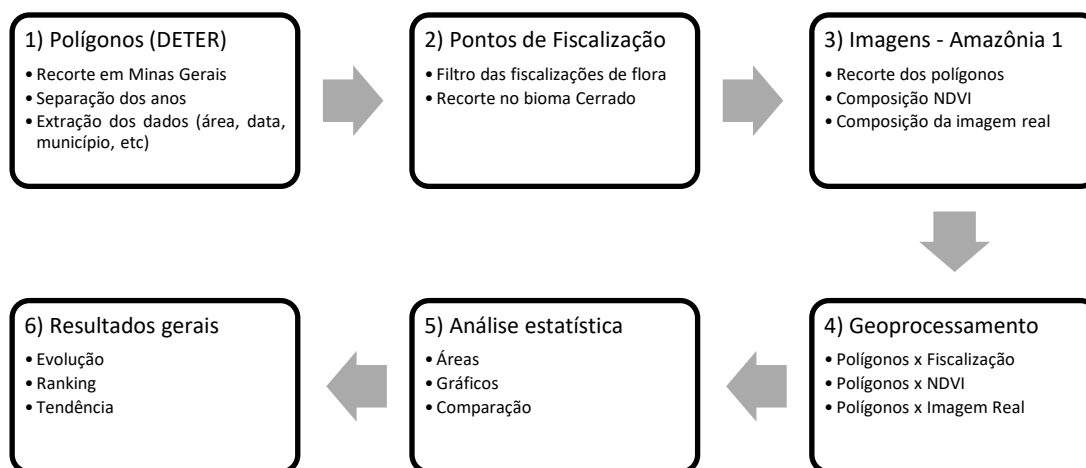 1) Polígonos (DETER)
• Recorte em Minas Gerais
• Separação dos anos
• Extração dos dados (área, data,
município, etc)
2) Pontos de Fiscalização
• Filtro das fiscalizações de flora
• Recorte no bioma Cerrado
3) Imagens - Amazônia 1
• Recorte dos polígonos
• Composição NDVI
• Composição da imagem real
4) Geoprocessamento
• Polígonos x Fiscalização
• Polígonos x NDVI
• Polígonos x Imagem Real
5) Análise estatística
• Áreas
• Gráficos
• Comparação
6) Resultados gerais
• Evolução
• Ranking
• Tendência